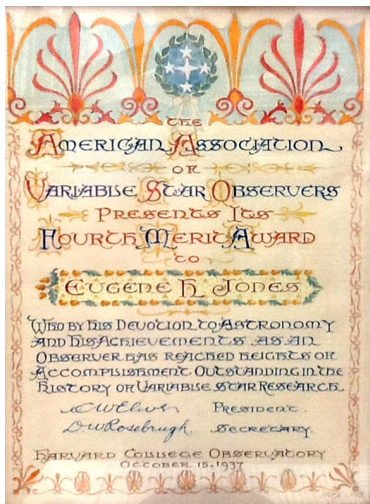 THE
AMERICAN ASSOCIATION
OF
VARIABLE STAR OBSERVERS
PRESENTS ITS
FOURTH MERIT AWARD
TO
EUGENE H. JONES
WHO BY HIS DEVOTION TO ASTRONOMY
AND HIS ACHIEVEMENTS AS AN
OBSERVER HAS REACHED HEIGHTS OF
ACCOMPLISHMENT OUTSTANDING IN THE
HISTORY OF VARIABLE STAR RESEARCH.
PRESIDENT.
DWRosebrugh SECRETARY.
HARVARD COLLEGE OBSERVATORY
OCTOBER 15, 1937